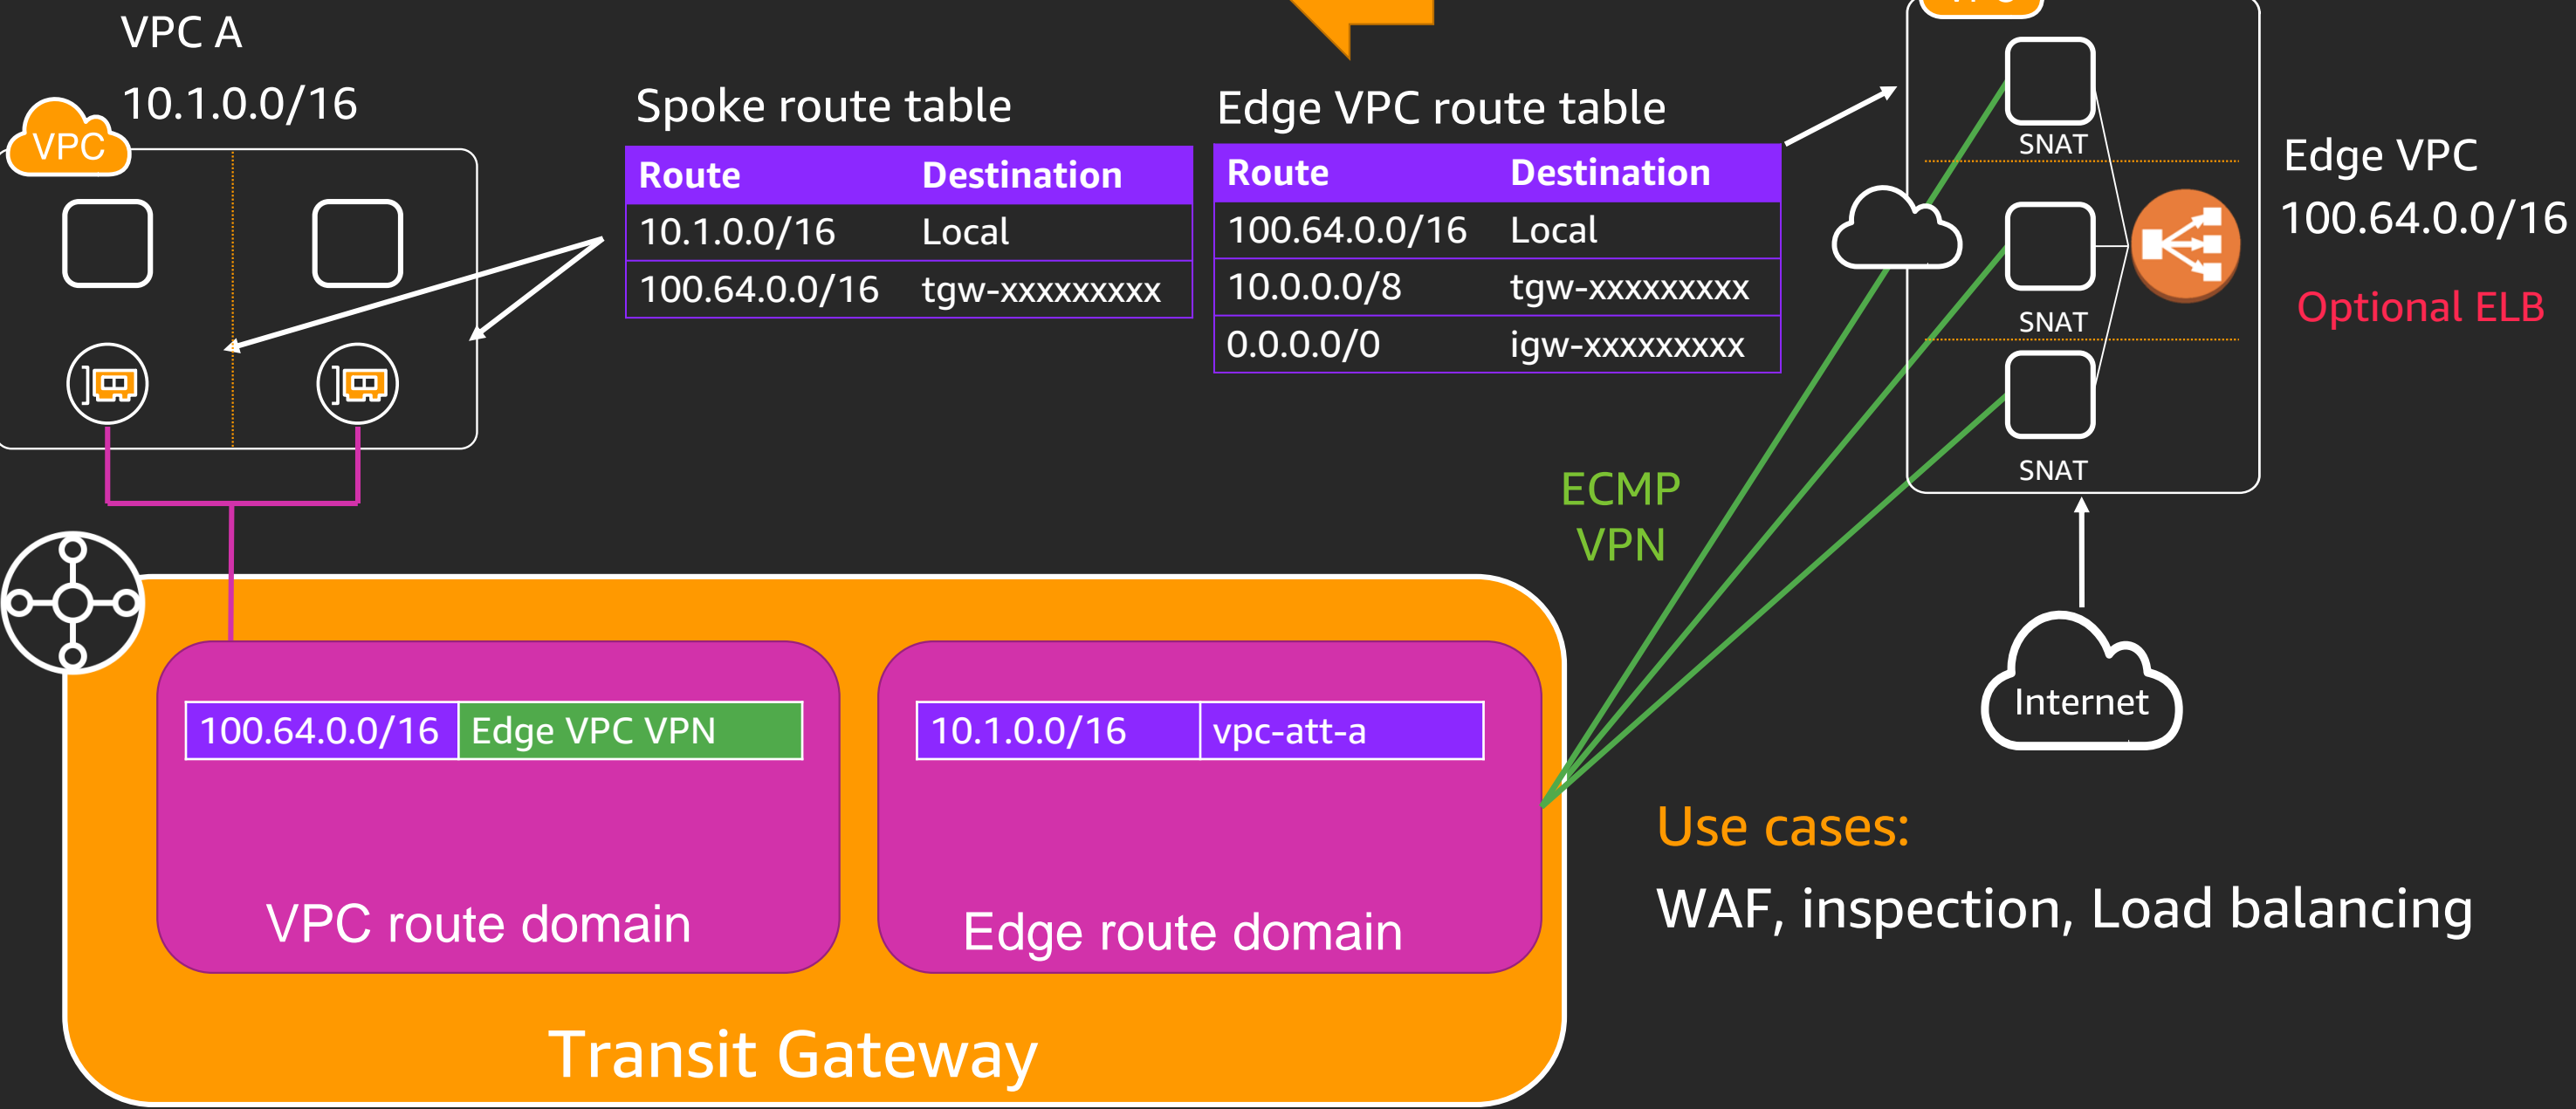 VPC A
10.1.0.0/16
VPC
Spoke route table
Route Destination
10.1.0.0/16 Local
100.64.0.0/16 tgw-xxxxxxxxx
Edge VPC route table
Route Destination
100.64.0.0/16 Local
10.0.0.0/8 tgw-xxxxxxxxx
0.0.0.0/0 igw-xxxxxxxxx
SNAT
SNAT
SNAT
Edge VPC
100.64.0.0/16
Optional ELB
ECMP
VPN
Internet
100.64.0.0/16 Edge VPC VPN
VPC route domain
10.1.0.0/16 vpc-att-a
Edge route domain
Transit Gateway
Use cases:
WAF, inspection, Load balancing